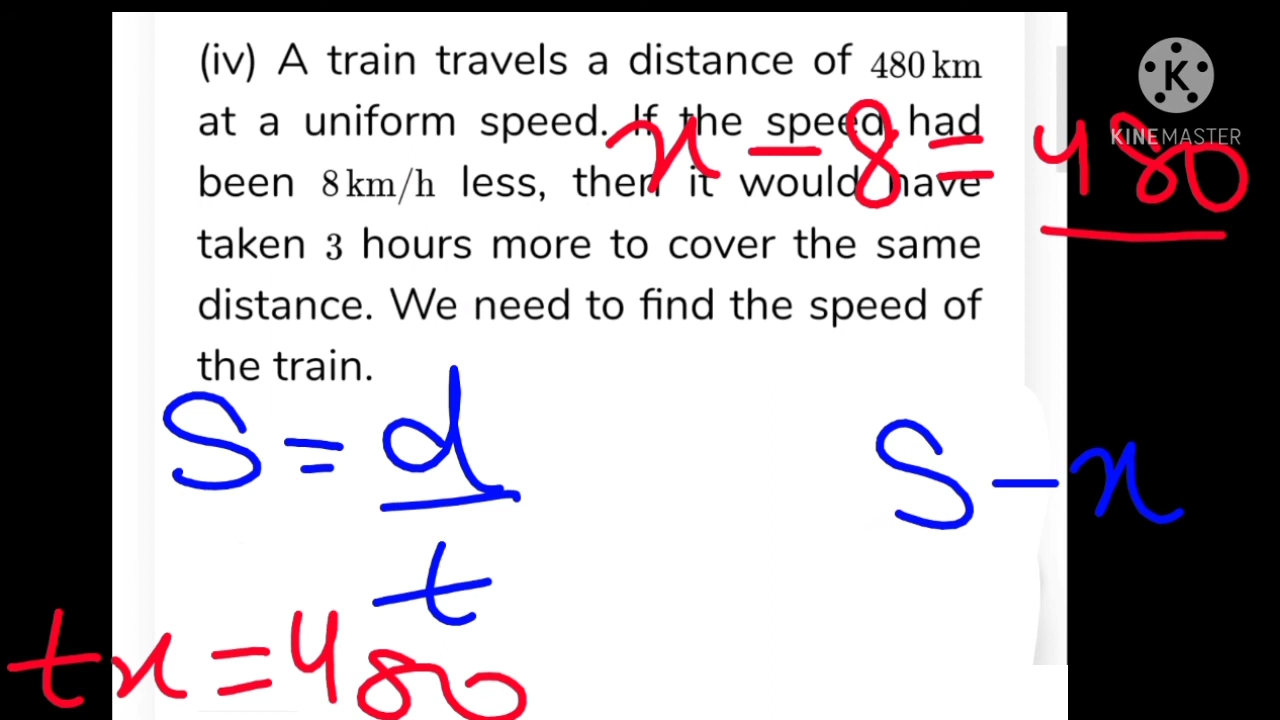 (iv) A train travels a distance of 480 km
at a uniform speed. If the speed had
been 8 km/h less, then it would have
taken 3 hours more to cover the same
distance. We need to find the speed of
the train.
x - 8 = 480
KINEMASTER
S = d
t
S - x
tx = 480